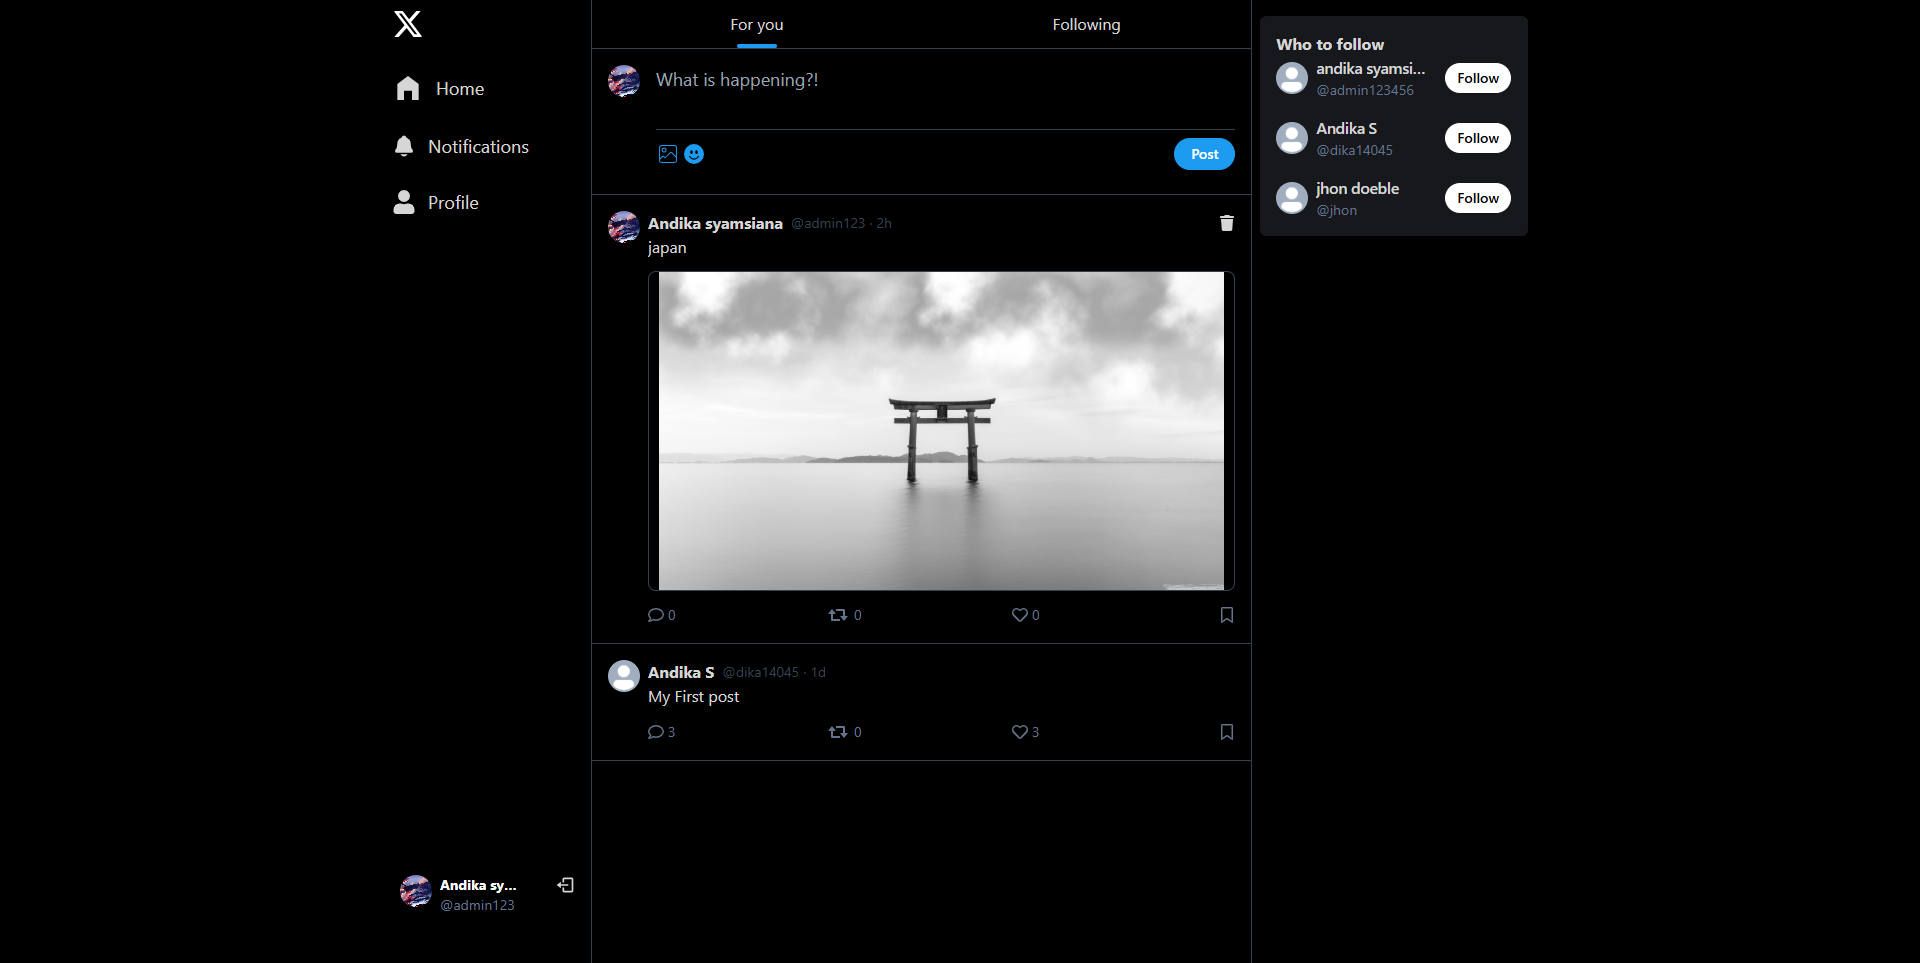 Home
Notifications
Profile
Andika sy...
@admin123
For you
Following
What is happening?!
Post
Andika syamsiana @admin123 · 2h
japan
0 0 0
Andika S @dika14045 · 1d
My First post
3 0 3
Who to follow
andika syamsi...
@admin123456
Follow
Andika S
@dika14045
Follow
jhon doeble
@jhon
Follow